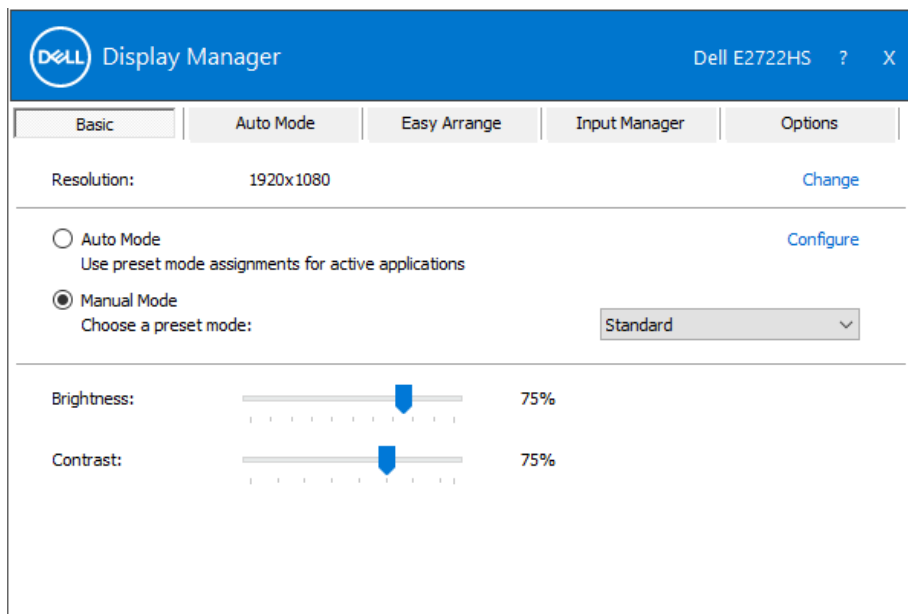 DELL Display Manager Dell E2722HS ? X
Basic Auto Mode Easy Arrange Input Manager Options
Resolution: 1920x1080 Change
Auto Mode Configure
Use preset mode assignments for active applications
Manual Mode
Choose a preset mode: Standard
Brightness: 75%
Contrast: 75%